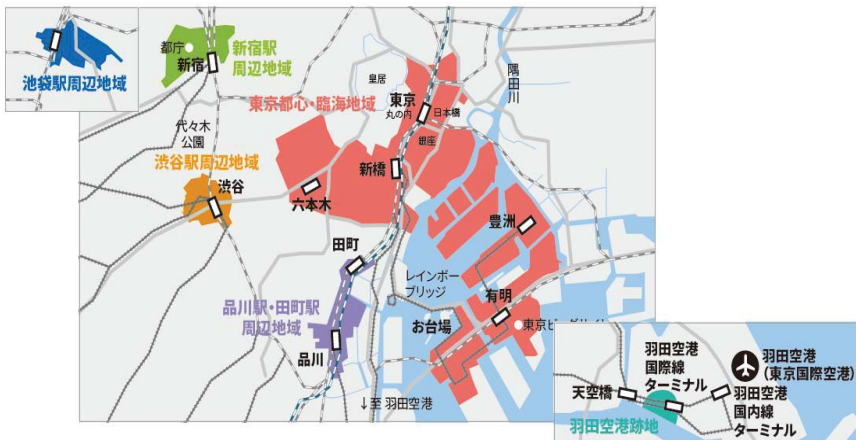 池袋駅周辺地域
都庁
新宿
新宿駅
周辺地域
皇居
東京
丸の内
日本橋
銀座
隅田川
東京都心・臨海地域
代々木
公園
渋谷駅周辺地域
渋谷
新橋
六本木
豊洲
田町
レインボー
ブリッジ
有明
品川駅・田町駅
周辺地域
お台場
品川
↓至 羽田空港
羽田空港
国際線
ターミナル
羽田空港
(東京国際空港)
天空橋
羽田空港
国内線
ターミナル
羽田空港跡地